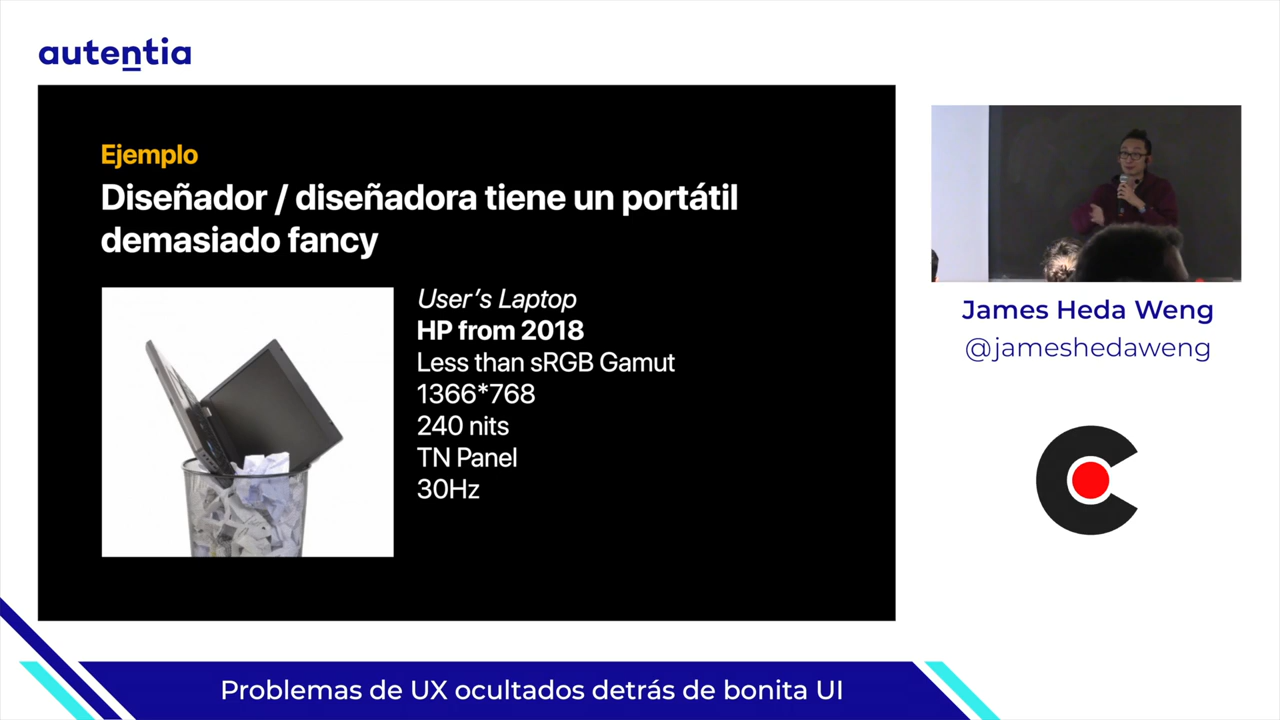 autentia
Ejemplo
Diseñador / diseñadora tiene un portátil
demasiado fancy
User's Laptop
HP from 2018
Less than sRGB Gamut
1366*768
240 nits
TN Panel
30Hz
James Heda Weng
@jameshedaweng
Problemas de UX ocultados detrás de bonita UI